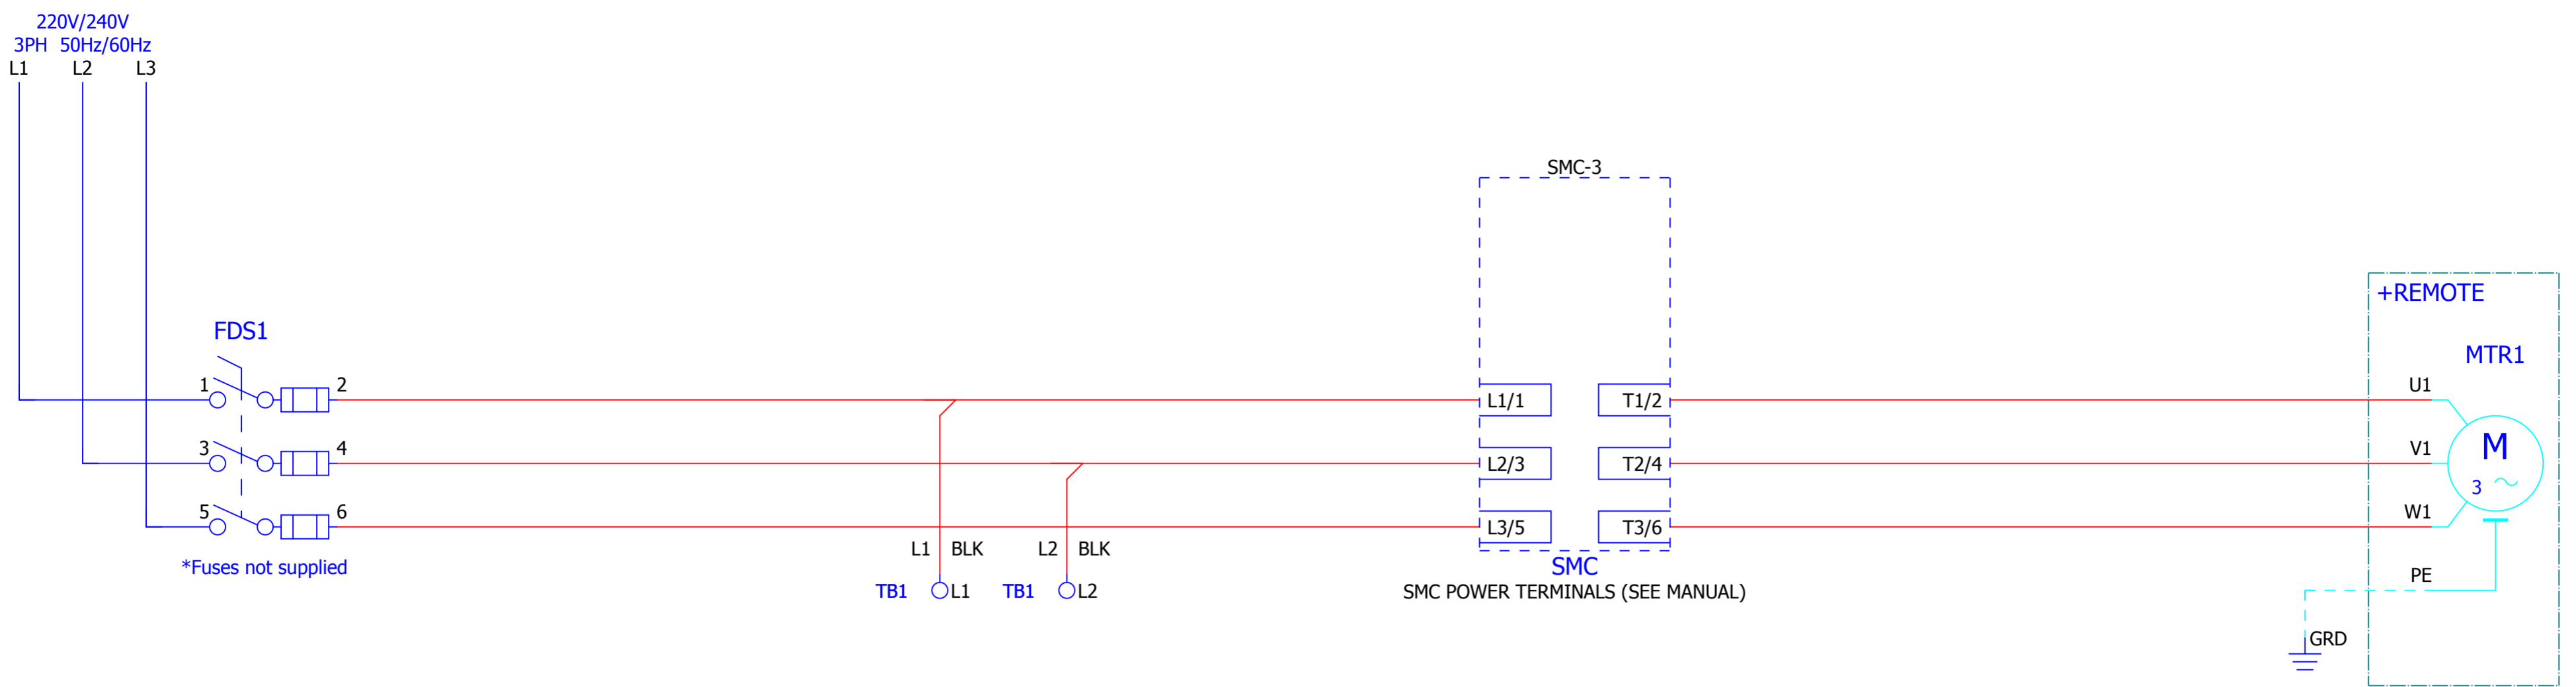 220V/240V
3PH 50Hz/60Hz
L1 L2 L3
SMC-3
+REMOTE
FDS1
MTR1
1 2
U1
L1/1 T1/2
3 4
V1
M
L2/3 T2/4
3
5 6
W1
L3/5 T3/6
L1 BLK L2 BLK
*Fuses not supplied
SMC
PE
TB1 L1 TB1 L2
SMC POWER TERMINALS (SEE MANUAL)
GRD